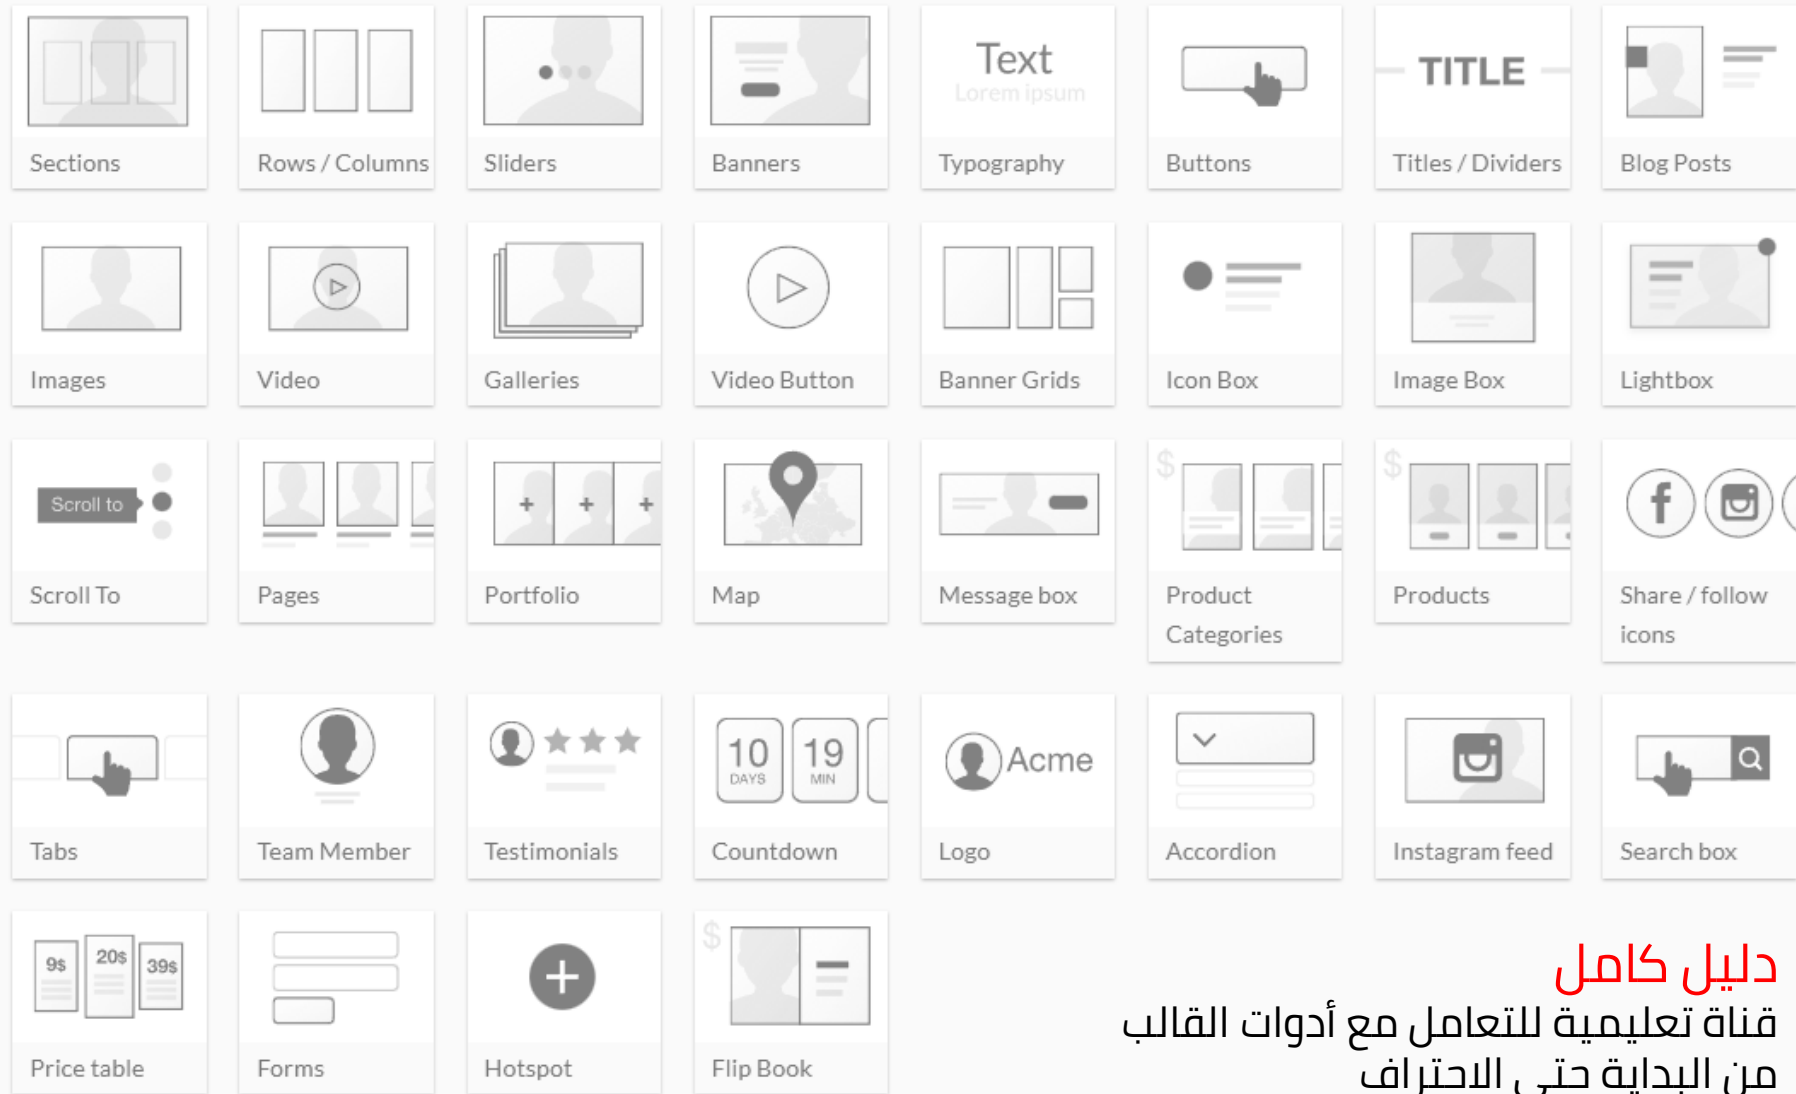 Text
Lorem ipsum
TITLE
Sections
Rows / Columns
Sliders
Banners
Typography
Buttons
Titles / Dividers
Blog Posts
Images
Video
Galleries
Video Button
Banner Grids
Icon Box
Image Box
Lightbox
Scroll to
$
$
f
Scroll To
Pages
Portfolio
Map
Message box
Product
Categories
Products
Share / follow
icons
10
DAYS
19
MIN
Acme
Tabs
Team Member
Testimonials
Countdown
Logo
Accordion
Instagram feed
Search box
9$
20$
39$
$
Price table
Forms
Hotspot
Flip Book
دليل كامل
قناة تعليمية للتعامل مع أدوات القالب
من البداية حتى الاحتراف